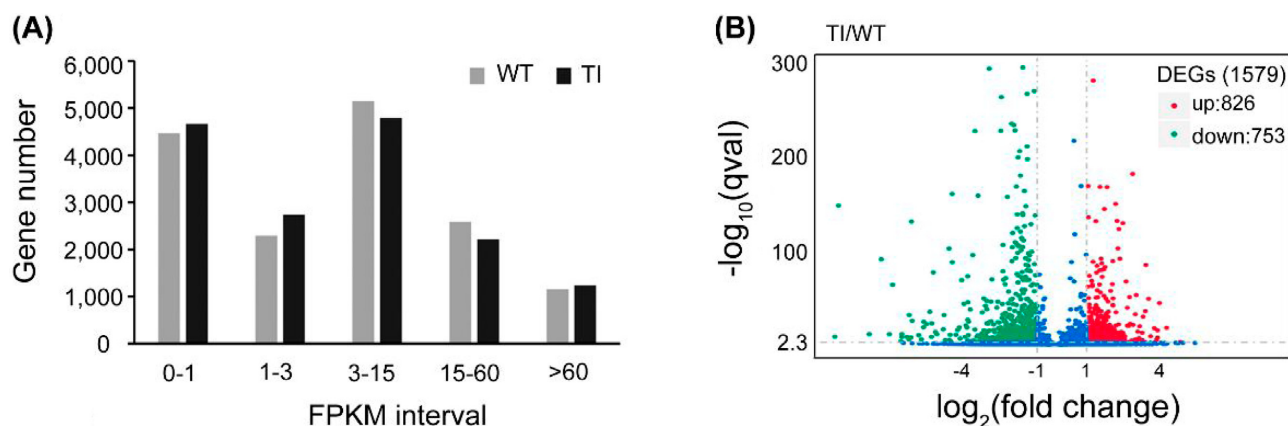 (A)
6,000
5,000
4,000
3,000
2,000
1,000
0
Gene number
WT TI
0-1 1-3 3-15 15-60 >60
FPKM interval
(B)
TI/WT
300
200
100
2.3
-log10(qval)
DEGs (1579)
up:826
down:753
-4 -1 1 4
log2(fold change)